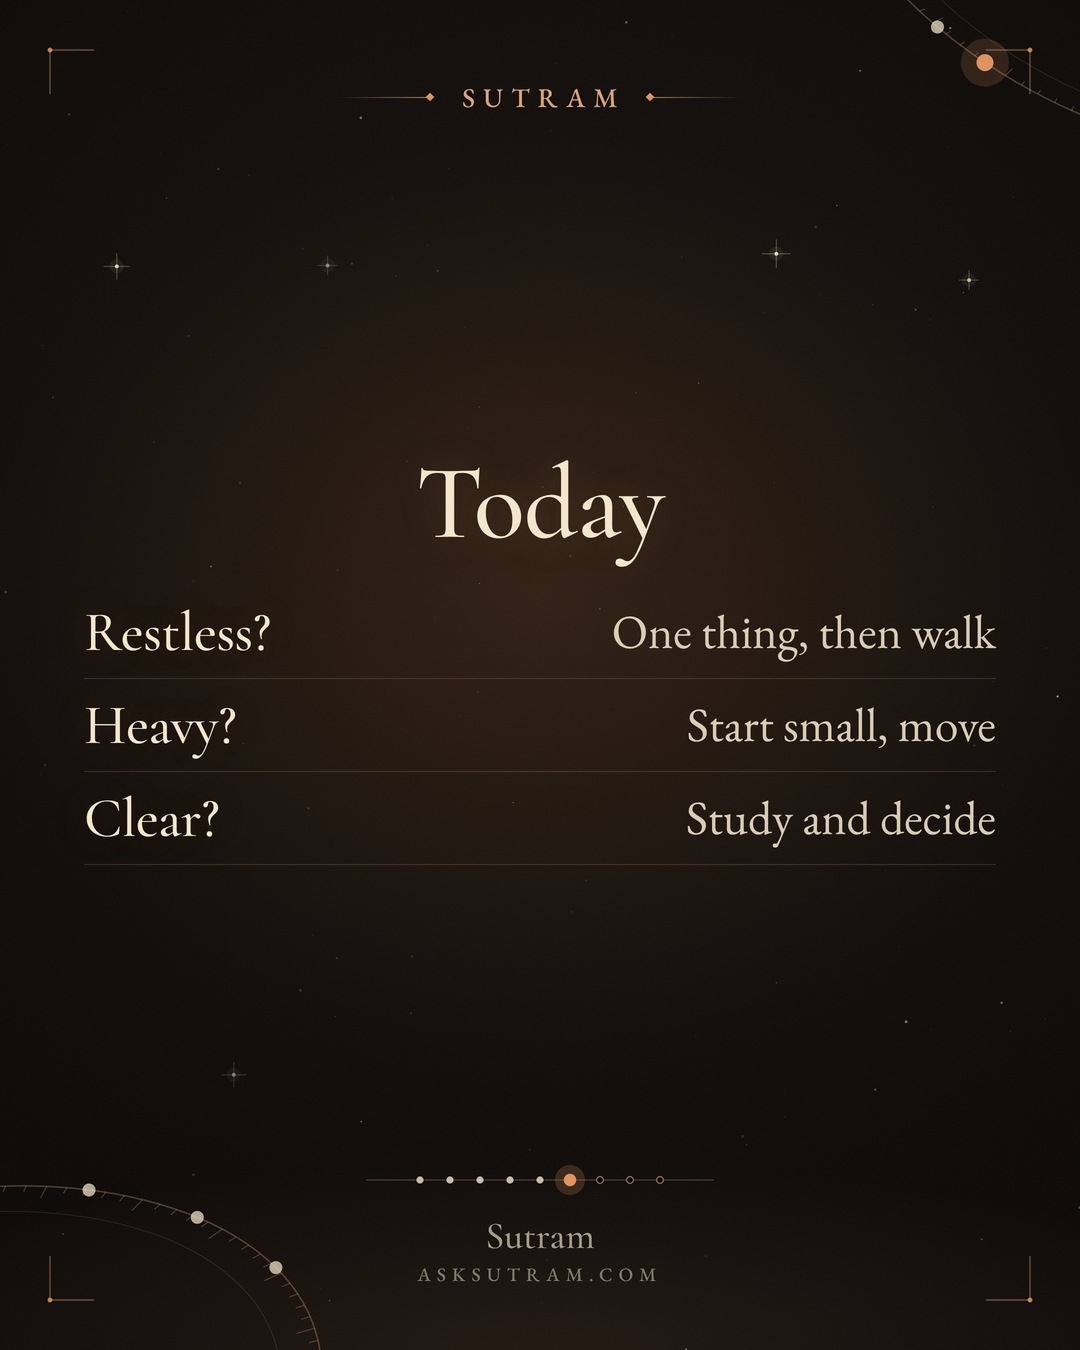 SUTRAM
Today
Restless? One thing, then walk
Heavy? Start small, move
Clear? Study and decide
Sutram
ASKSUTRAM.COM